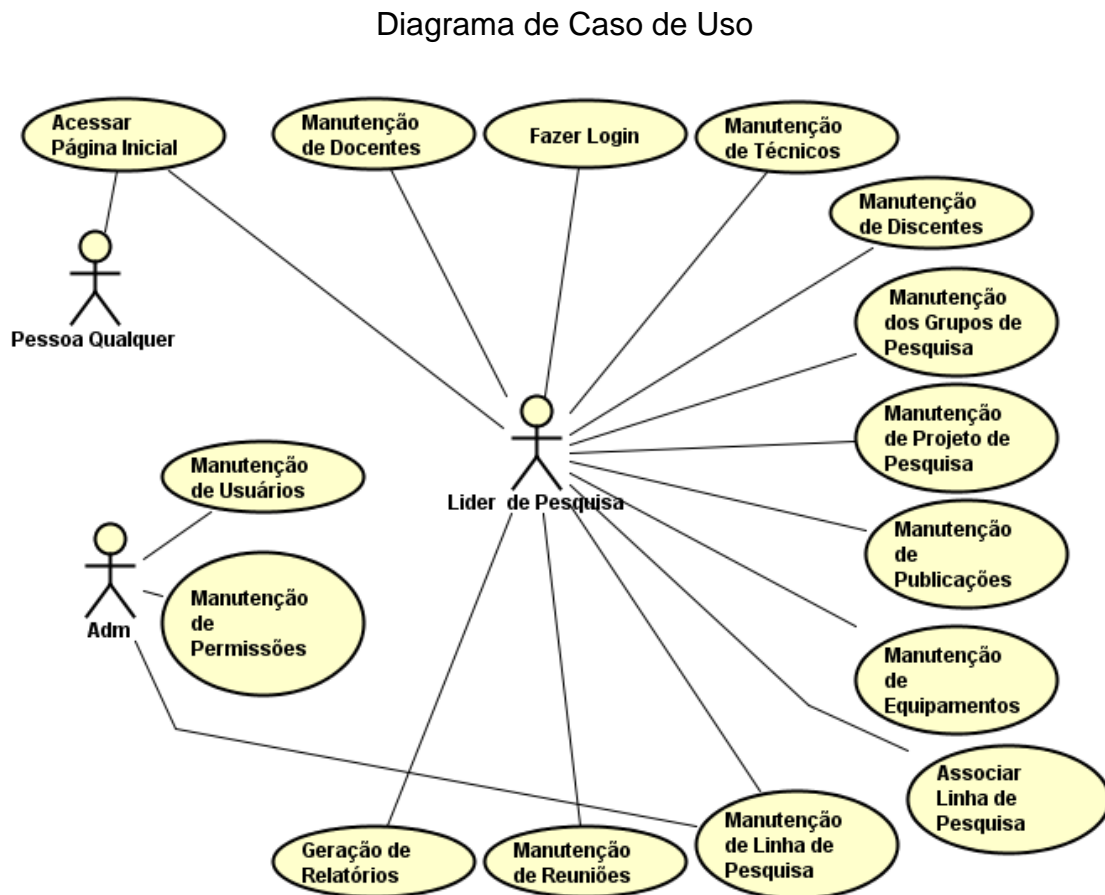 Diagrama de Caso de Uso
Acessar
Página Inicial
Manutenção
de Docentes
Fazer Login
Manutenção
de Técnicos
Manutenção
de Discentes
Manutenção
dos Grupos de
Pesquisa
Pessoa Qualquer
Manutenção
de Projeto de
Pesquisa
Manutenção
de Usuários
Lider de Pesquisa
Manutenção
de
Publicações
Manutenção
de
Permissões
Adm
Manutenção
de
Equipamentos
Associar
Linha de
Pesquisa
Geração de
Relatórios
Manutenção
de Reuniões
Manutenção
de Linha de
Pesquisa